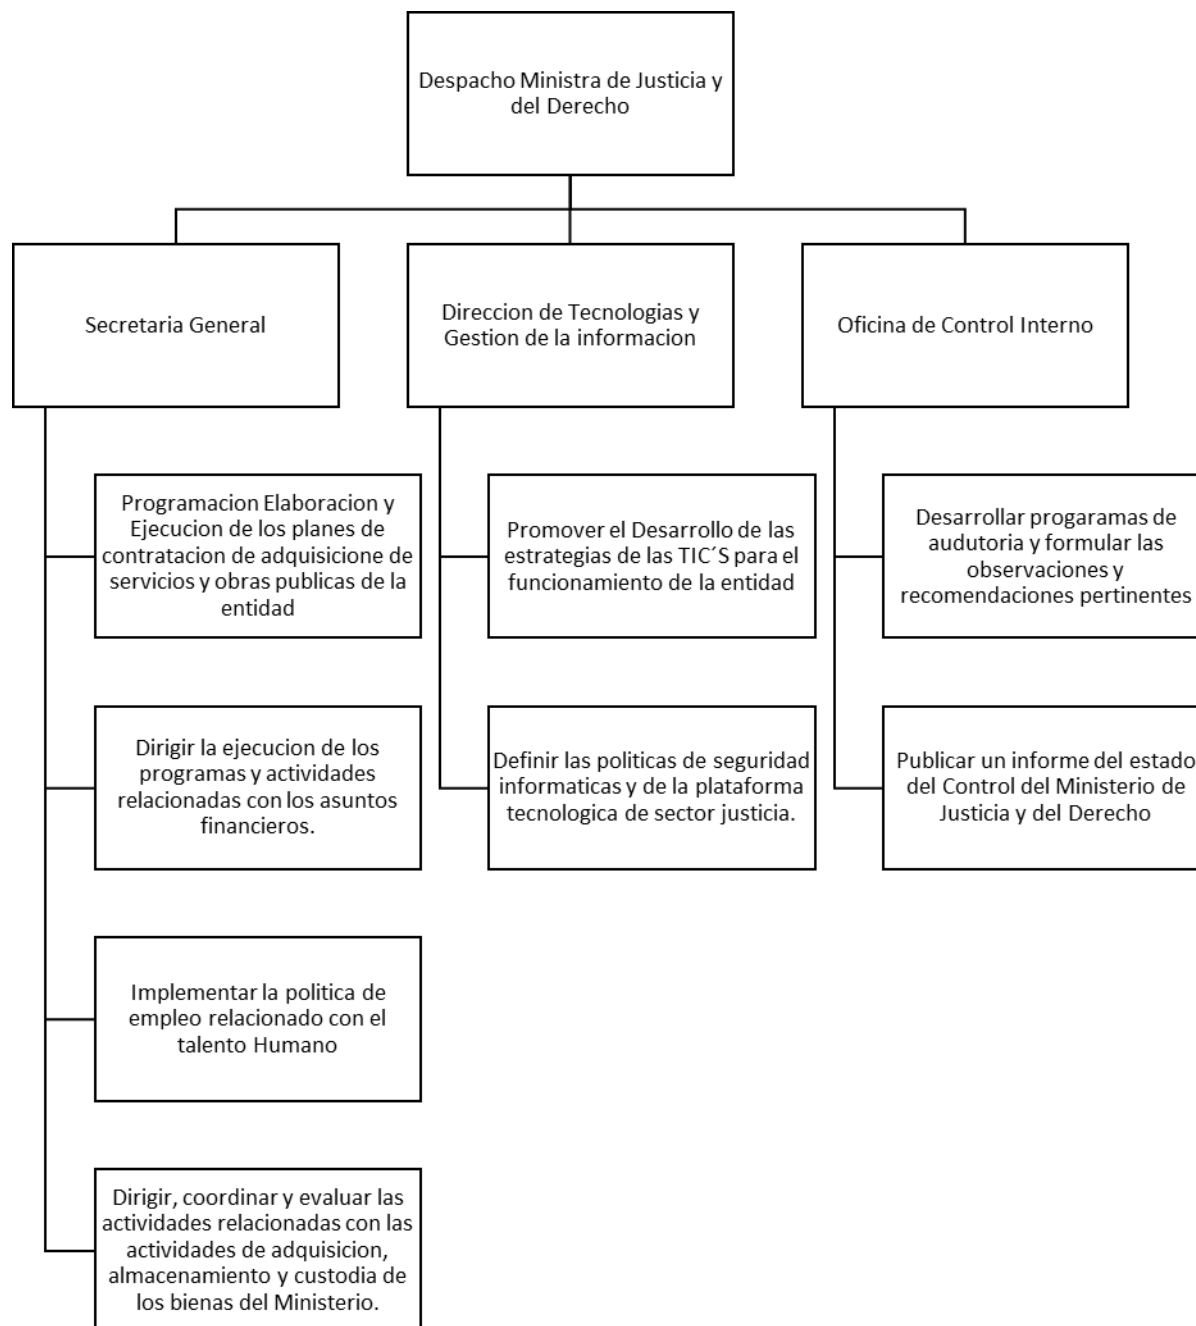 Despacho Ministra de Justicia y
del Derecho
Secretaria General
Direccion de Tecnologias y
Gestion de la informacion
Oficina de Control Interno
Programacion Elaboracion y
Ejecucion de los planes de
contratacion de adquisicione de
servicios y obras publicas de la
entidad
Promover el Desarrollo de las
estrategias de las TIC´S para el
funcionamiento de la entidad
Desarrollar progaramas de
audutoria y formular las
observaciones y
recomendaciones pertinentes
Dirigir la ejecucion de los
programas y actividades
relacionadas con los asuntos
financieros.
Definir las politicas de seguridad
informaticas y de la plataforma
tecnologica de sector justicia.
Publicar un informe del estado
del Control del Ministerio de
Justicia y del Derecho
Implementar la politica de
empleo relacionado con el
talento Humano
Dirigir, coordinar y evaluar las
actividades relacionadas con las
actividades de adquisicion,
almacenamiento y custodia de
los bienas del Ministerio.